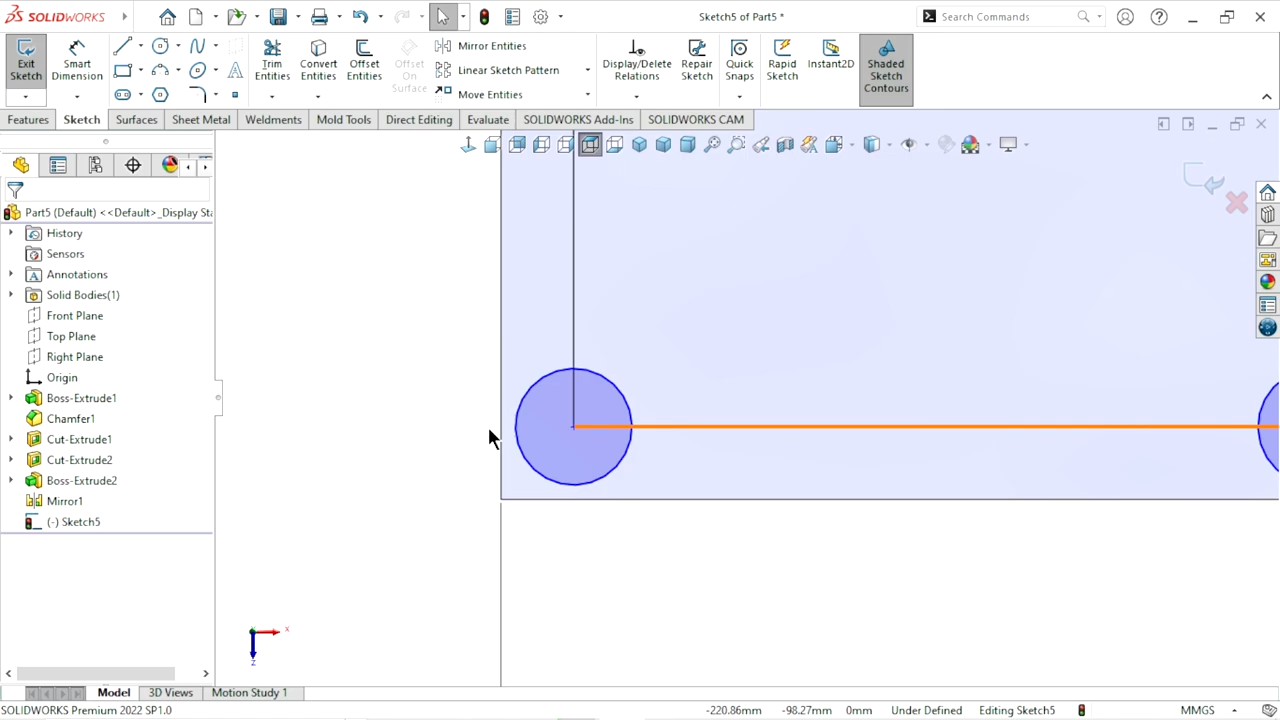 SOLIDWORKS
Sketch5 of Part5 *
Search Commands
Exit Sketch
Smart Dimension
Trim Entities
Convert Entities
Offset Entities
Offset On Surface
Mirror Entities
Linear Sketch Pattern
Move Entities
Display/Delete Relations
Repair Sketch
Quick Snaps
Rapid Sketch
Instant2D
Shaded Sketch Contours
Features
Sketch
Surfaces
Sheet Metal
Weldments
Mold Tools
Direct Editing
Evaluate
SOLIDWORKS Add-Ins
SOLIDWORKS CAM
Part5 (Default) <<Default>_Display Sta
History
Sensors
Annotations
Solid Bodies(1)
Front Plane
Top Plane
Right Plane
Origin
Boss-Extrude1
Chamfer1
Cut-Extrude1
Cut-Extrude2
Boss-Extrude2
Mirror1
(-) Sketch5
X
Z
Model
3D Views
Motion Study 1
SOLIDWORKS Premium 2022 SP1.0
-220.86mm
-98.27mm
0mm
Under Defined
Editing Sketch5
MMGS